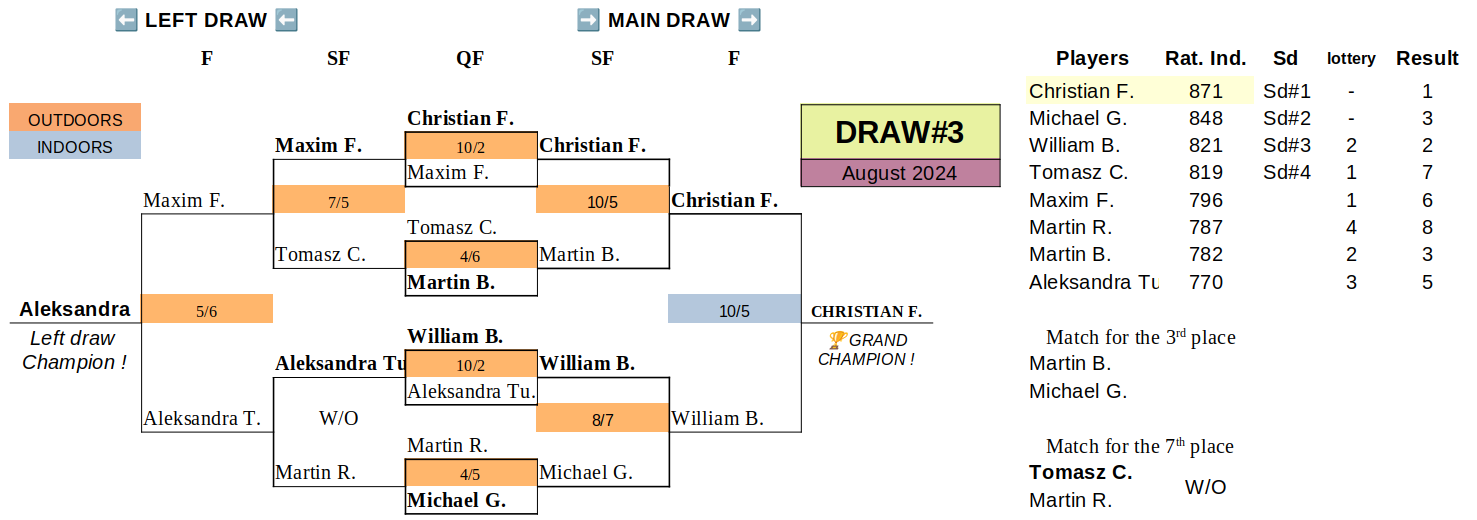 ⬅️ LEFT DRAW ⬅️ ➡️ MAIN DRAW ➡️
F SF QF SF F Players Rat. Ind. Sd lottery Result
Christian F. 871 Sd#1 - 1
OUTDOORS Christian F. DRAW#3 Michael G. 848 Sd#2 - 3
INDOORS Maxim F. 10/2 Christian F. William B. 821 Sd#3 2 2
Maxim F. August 2024 Tomasz C. 819 Sd#4 1 7
Maxim F. 7/5 10/5 Christian F. Maxim F. 796 1 6
Tomasz C. Martin R. 787 4 8
Tomasz C. 4/6 Martin B. Martin B. 782 2 3
Martin B. Aleksandra Tu 770 3 5
Aleksandra 5/6 10/5 CHRISTIAN F.
Left draw William B. 🏆GRAND Match for the 3rd place
Champion ! Aleksandra Tu 10/2 William B. CHAMPION ! Martin B.
Aleksandra Tu. Michael G.
Aleksandra T. W/O 8/7 William B.
Martin R. Match for the 7th place
Martin R. 4/5 Michael G. Tomasz C.
W/O
Michael G. Martin R.